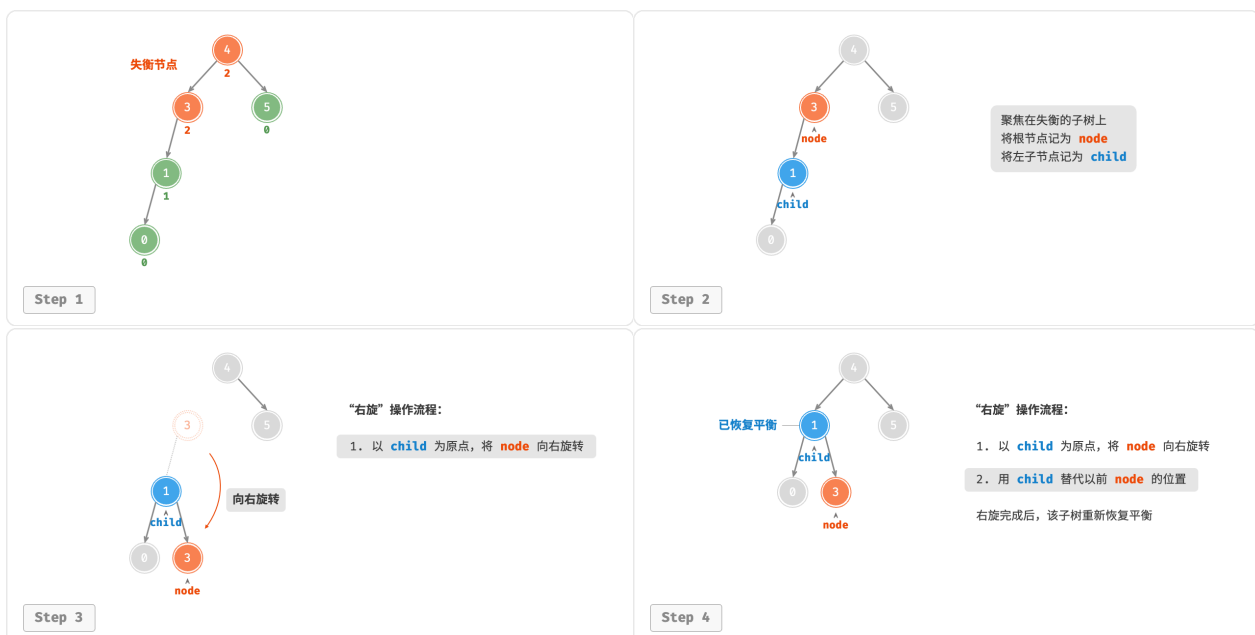 4
失衡节点
2
3
5
2
0
1
1
0
0
Step 1
4
3
5
node
聚焦在失衡的子树上
将根节点记为 node
将左子节点记为 child
1
child
0
Step 2
4
3
5
“右旋”操作流程：
1. 以 child 为原点，将 node 向右旋转
1
向右旋转
child
0
3
node
Step 3
4
已恢复平衡
1
5
child
0
3
node
“右旋”操作流程：
1. 以 child 为原点，将 node 向右旋转
2. 用 child 替代以前 node 的位置
右旋完成后，该子树重新恢复平衡
Step 4